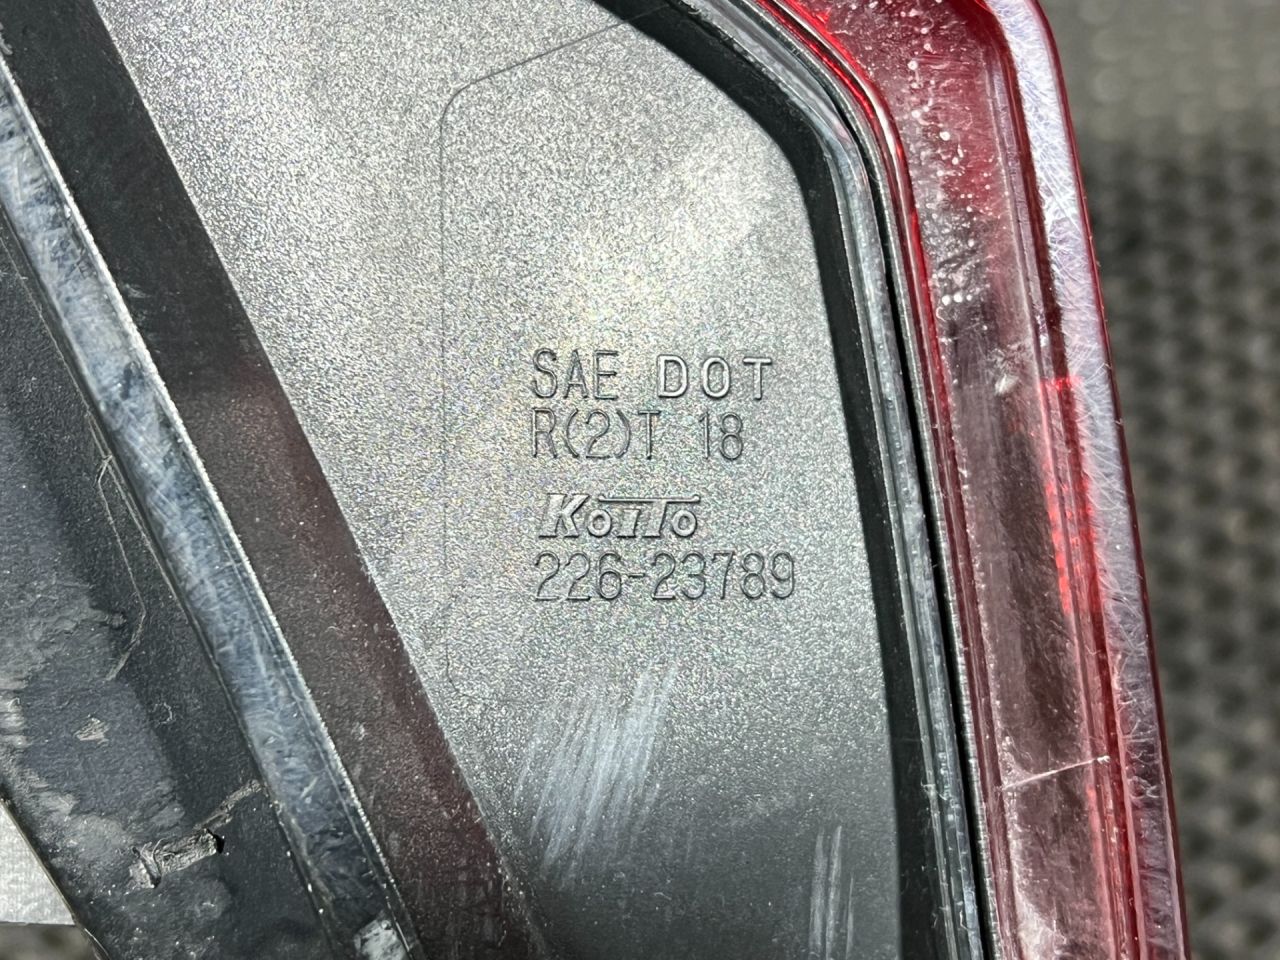 SAE DOT
R(2)T 18
KOITO
226-23789